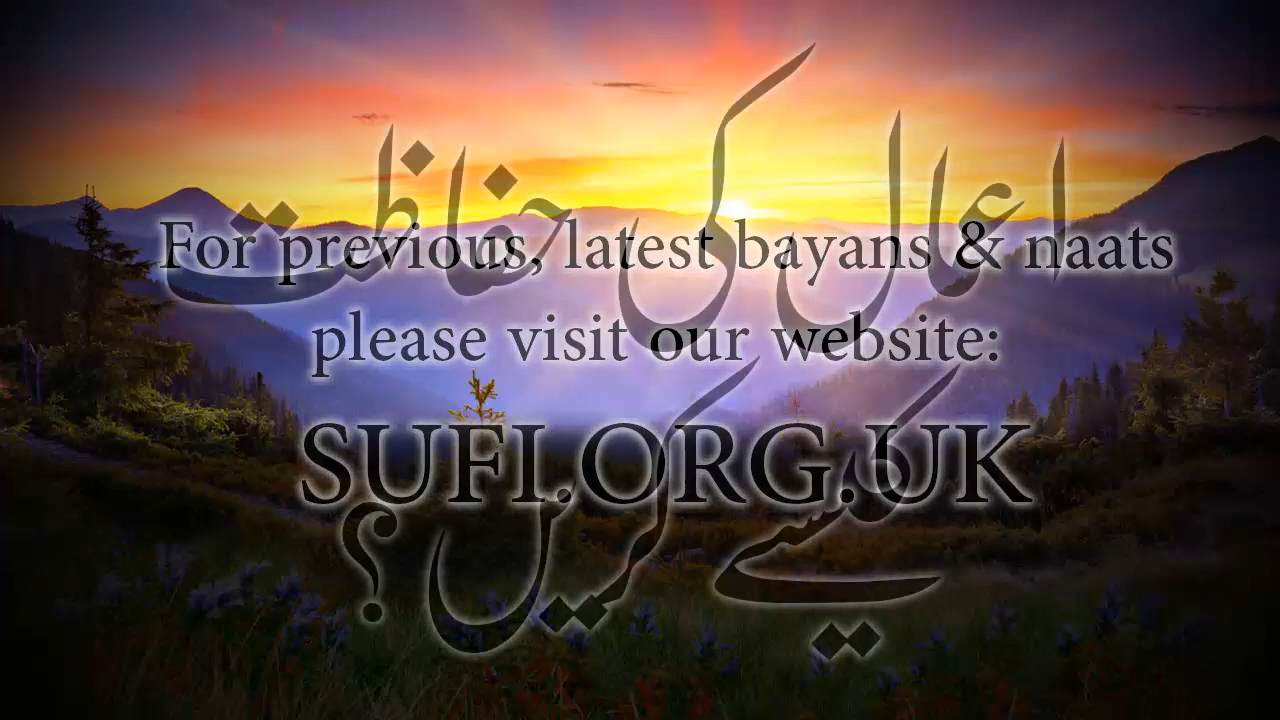 اعمال کی حفاظت
For previous, latest bayans & naats
please visit our website:
SUFI.ORG.UK
کیسے کریں؟